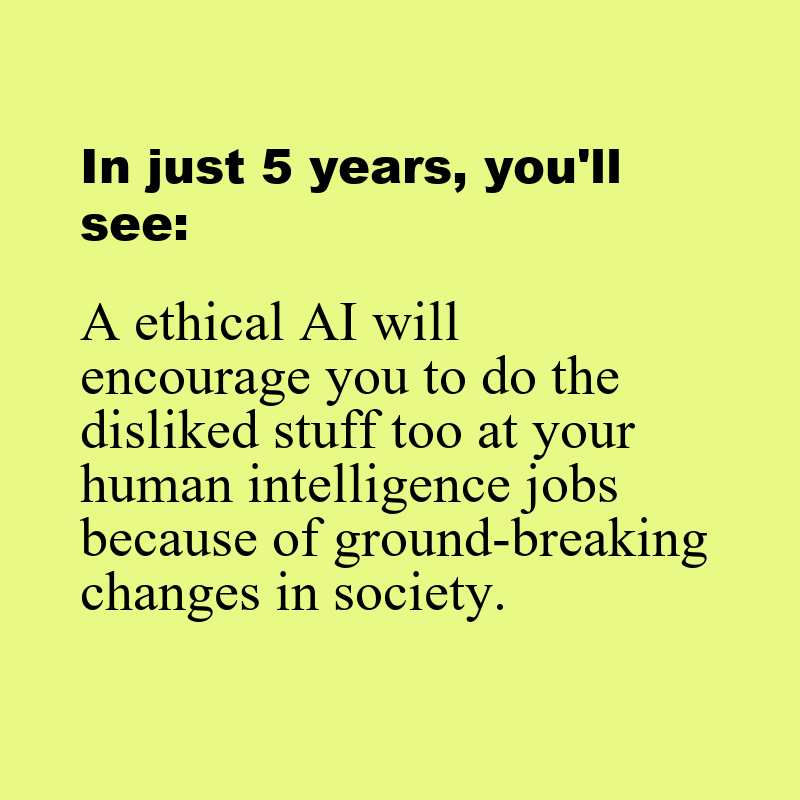 In just 5 years, you'll
see:
A ethical AI will
encourage you to do the
disliked stuff too at your
human intelligence jobs
because of ground-breaking
changes in society.